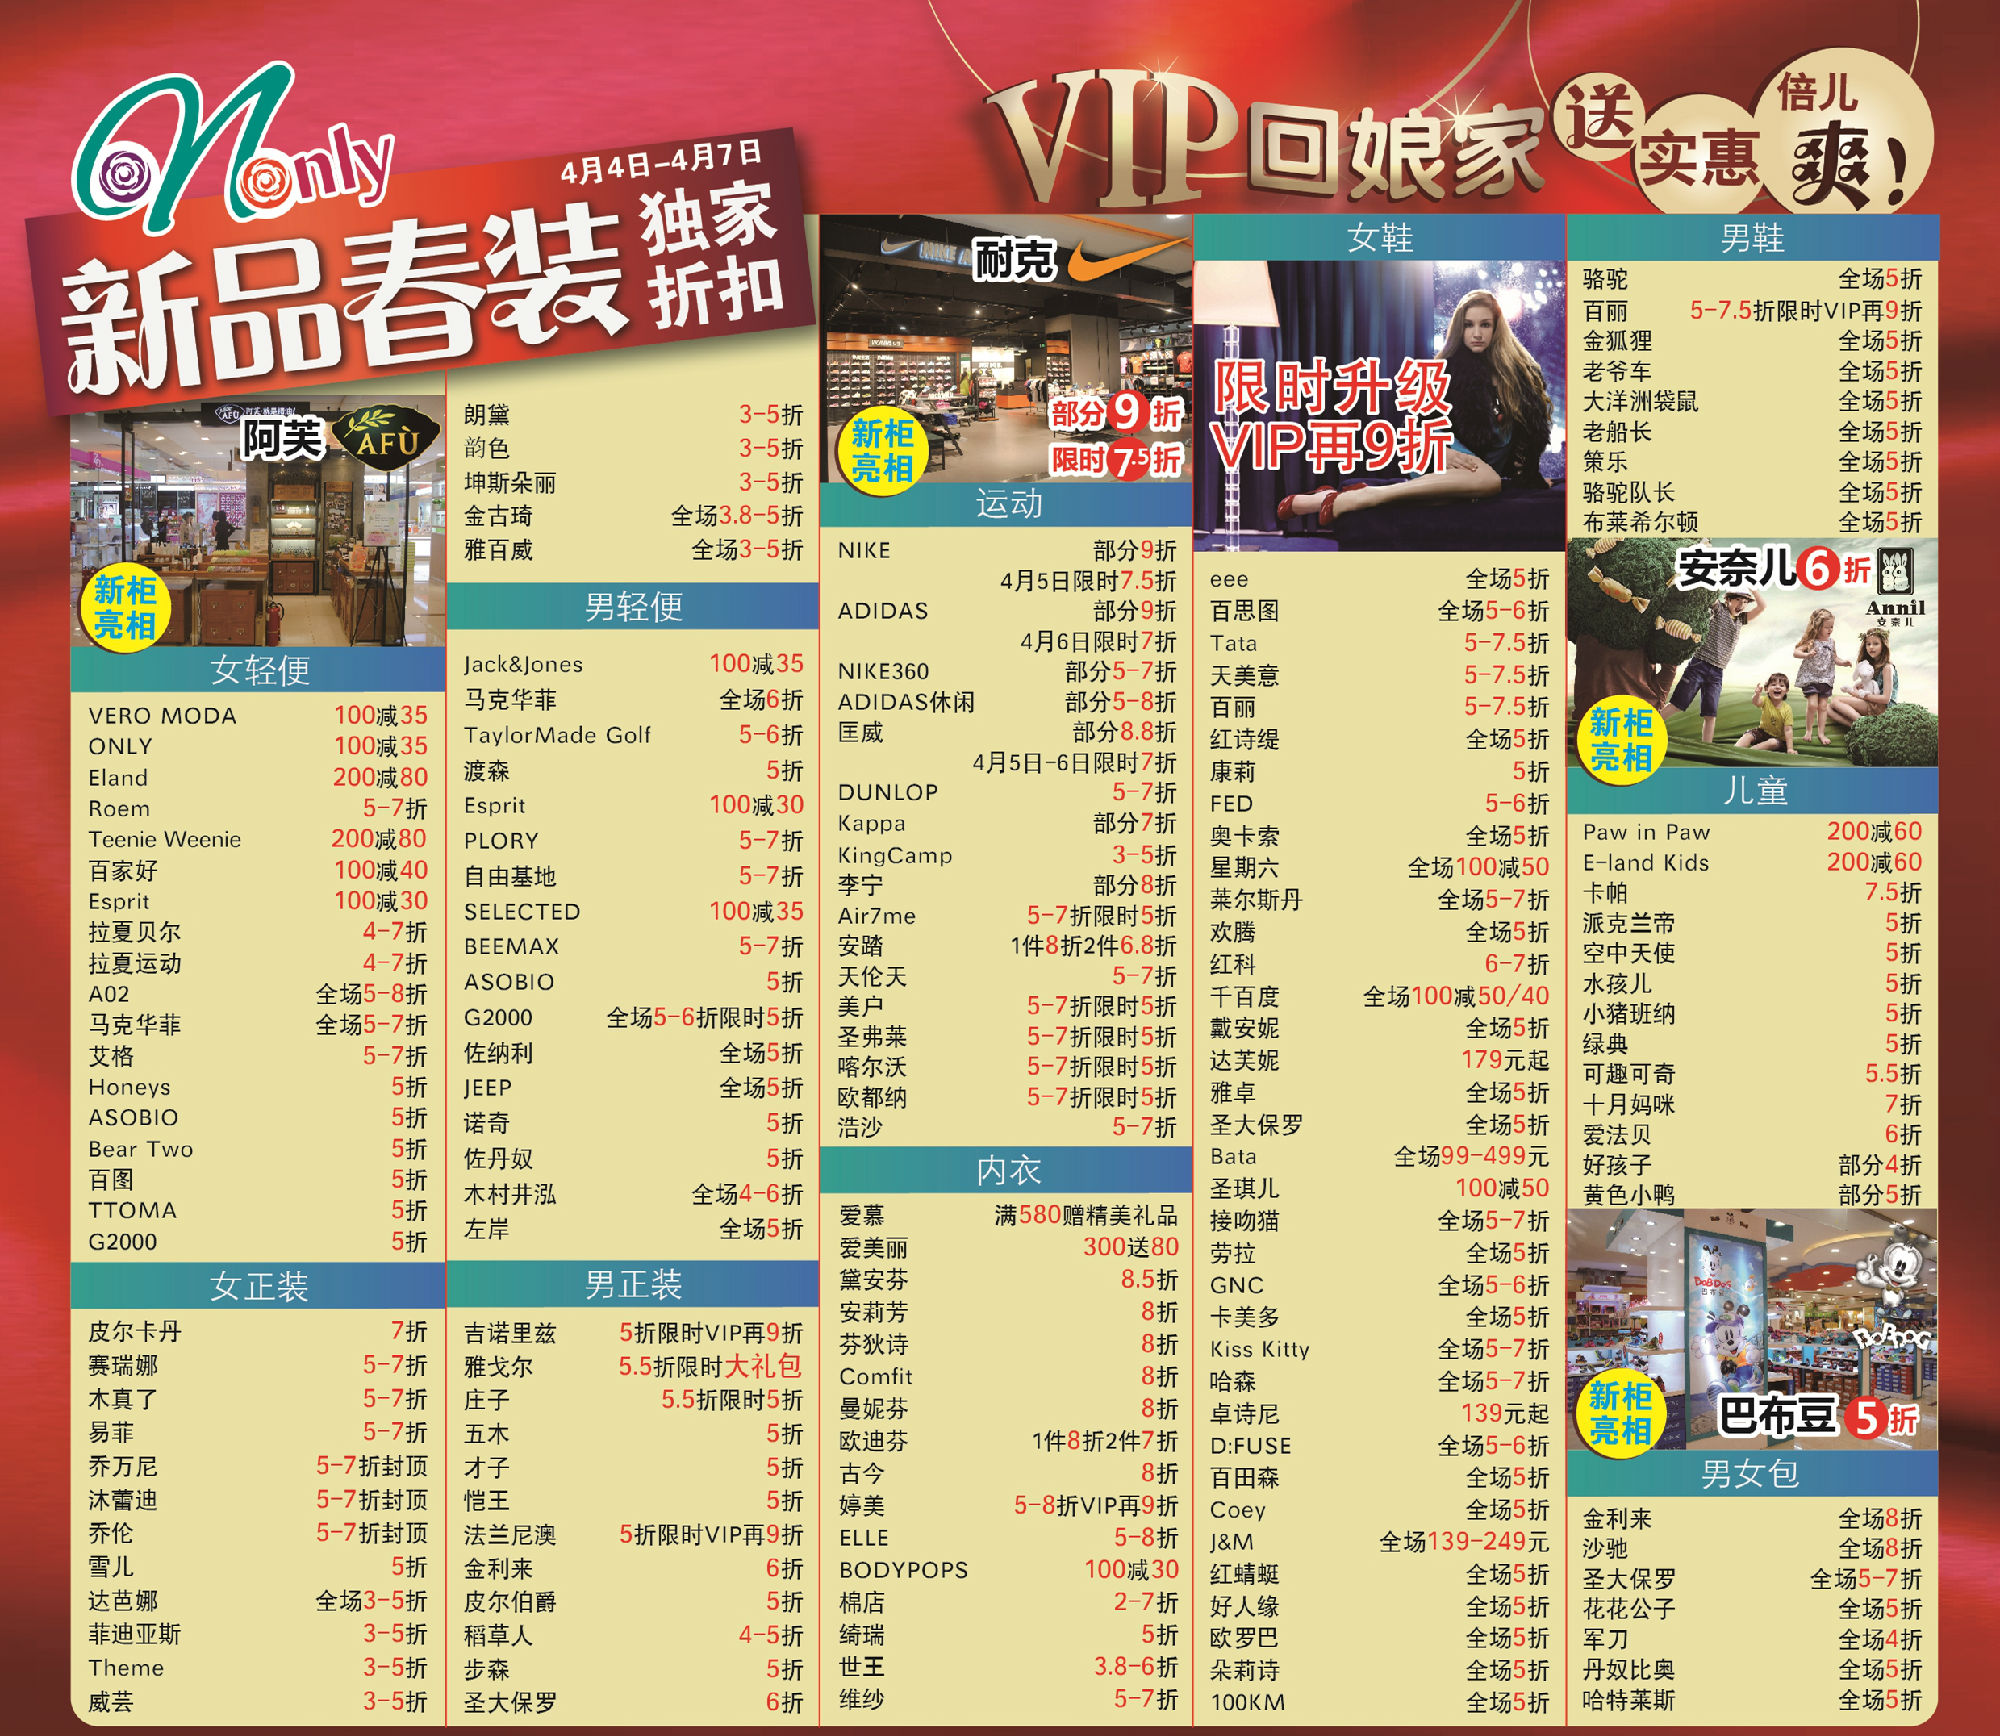 nonly
4月4日-4月7日
新品春装
独家
折扣
VIP回娘家
送
实惠
倍儿
爽!
阿芙
AFÙ
新柜
亮相
女轻便
VERO MODA 100减35
ONLY 100减35
Eland 200减80
Roem 5-7折
Teenie Weenie 200减80
百家好 100减40
Esprit 100减30
拉夏贝尔 4-7折
拉夏运动 4-7折
A02 全场5-8折
马克华菲 全场5-7折
艾格 5-7折
Honeys 5折
ASOBIO 5折
Bear Two 5折
百图 5折
TTOMA 5折
G2000 5折
女正装
皮尔卡丹 7折
赛瑞娜 5-7折
木真了 5-7折
易菲 5-7折
乔万尼 5-7折封顶
沐蕾迪 5-7折封顶
乔伦 5-7折封顶
雪儿 5折
达芭娜 全场3-5折
菲迪亚斯 3-5折
Theme 3-5折
威芸 3-5折
朗黛 3-5折
韵色 3-5折
坤斯朵丽 3-5折
金古琦 全场3.8-5折
雅百威 全场3-5折
男轻便
Jack&Jones 100减35
马克华菲 全场6折
TaylorMade Golf 5-6折
渡森 5折
Esprit 100减30
PLORY 5-7折
自由基地 5-7折
SELECTED 100减35
BEEMAX 5-7折
ASOBIO 5折
G2000 全场5-6折限时5折
佐纳利 全场5折
JEEP 全场5折
诺奇 5折
佐丹奴 5折
木村井泓 全场4-6折
左岸 全场5折
男正装
吉诺里兹 5折限时VIP再9折
雅戈尔 5.5折限时大礼包
庄子 5.5折限时5折
五木 5折
才子 5折
恺王 5折
法兰尼澳 5折限时VIP再9折
金利来 6折
皮尔伯爵 5折
稻草人 4-5折
步森 5折
圣大保罗 6折
耐克
新柜
亮相
部分9折
限时7.5折
运动
NIKE 部分9折
4月5日限时7.5折
ADIDAS 部分9折
4月6日限时7折
NIKE360 部分5-7折
ADIDAS休闲 部分5-8折
匡威 部分8.8折
4月5日-6日限时7折
DUNLOP 5-7折
Kappa 部分7折
KingCamp 3-5折
李宁 部分8折
Air7me 5-7折限时5折
安踏 1件8折2件6.8折
天伦天 5-7折
美户 5-7折限时5折
圣弗莱 5-7折限时5折
喀尔沃 5-7折限时5折
欧都纳 5-7折限时5折
浩沙 5-7折
内衣
爱慕 满580赠精美礼品
爱美丽 300送80
黛安芬 8.5折
安莉芳 8折
芬狄诗 8折
Comfit 8折
曼妮芬 8折
欧迪芬 1件8折2件7折
古今 8折
婷美 5-8折VIP再9折
ELLE 5-8折
BODYPOPS 100减30
棉店 2-7折
绮瑞 5折
世王 3.8-6折
维纱 5-7折
女鞋
限时升级
VIP再9折
eee 全场5折
百思图 全场5-6折
Tata 5-7.5折
天美意 5-7.5折
百丽 5-7.5折
红诗缇 全场5折
康莉 5折
FED 5-6折
奥卡索 全场5折
星期六 全场100减50
莱尔斯丹 全场5-7折
欢腾 全场5折
红科 6-7折
千百度 全场100减50/40
戴安妮 全场5折
达芙妮 179元起
雅卓 全场5折
圣大保罗 全场5折
Bata 全场99-499元
圣琪儿 100减50
接吻猫 全场5-7折
劳拉 全场5折
GNC 全场5-6折
卡美多 全场5折
Kiss Kitty 全场5-7折
哈森 全场5-7折
卓诗尼 139元起
D:FUSE 全场5-6折
百田森 全场5折
Coey 全场5折
J&M 全场139-249元
红蜻蜓 全场5折
好人缘 全场5折
欧罗巴 全场5折
朵莉诗 全场5折
100KM 全场5折
男鞋
骆驼 全场5折
百丽 5-7.5折限时VIP再9折
金狐狸 全场5折
老爷车 全场5折
大洋洲袋鼠 全场5折
老船长 全场5折
策乐 全场5折
骆驼队长 全场5折
布莱希尔顿 全场5折
安奈儿6折
Annil
安奈儿
新柜
亮相
儿童
Paw in Paw 200减60
E-land Kids 200减60
卡帕 7.5折
派克兰帝 5折
空中天使 5折
水孩儿 5折
小猪班纳 5折
绿典 5折
可趣可奇 5.5折
十月妈咪 7折
爱法贝 6折
好孩子 部分4折
黄色小鸭 部分5折
新柜
亮相
巴布豆5折
男女包
金利来 全场8折
沙驰 全场8折
圣大保罗 全场5-7折
花花公子 全场5折
军刀 全场4折
丹奴比奥 全场5折
哈特莱斯 全场5折